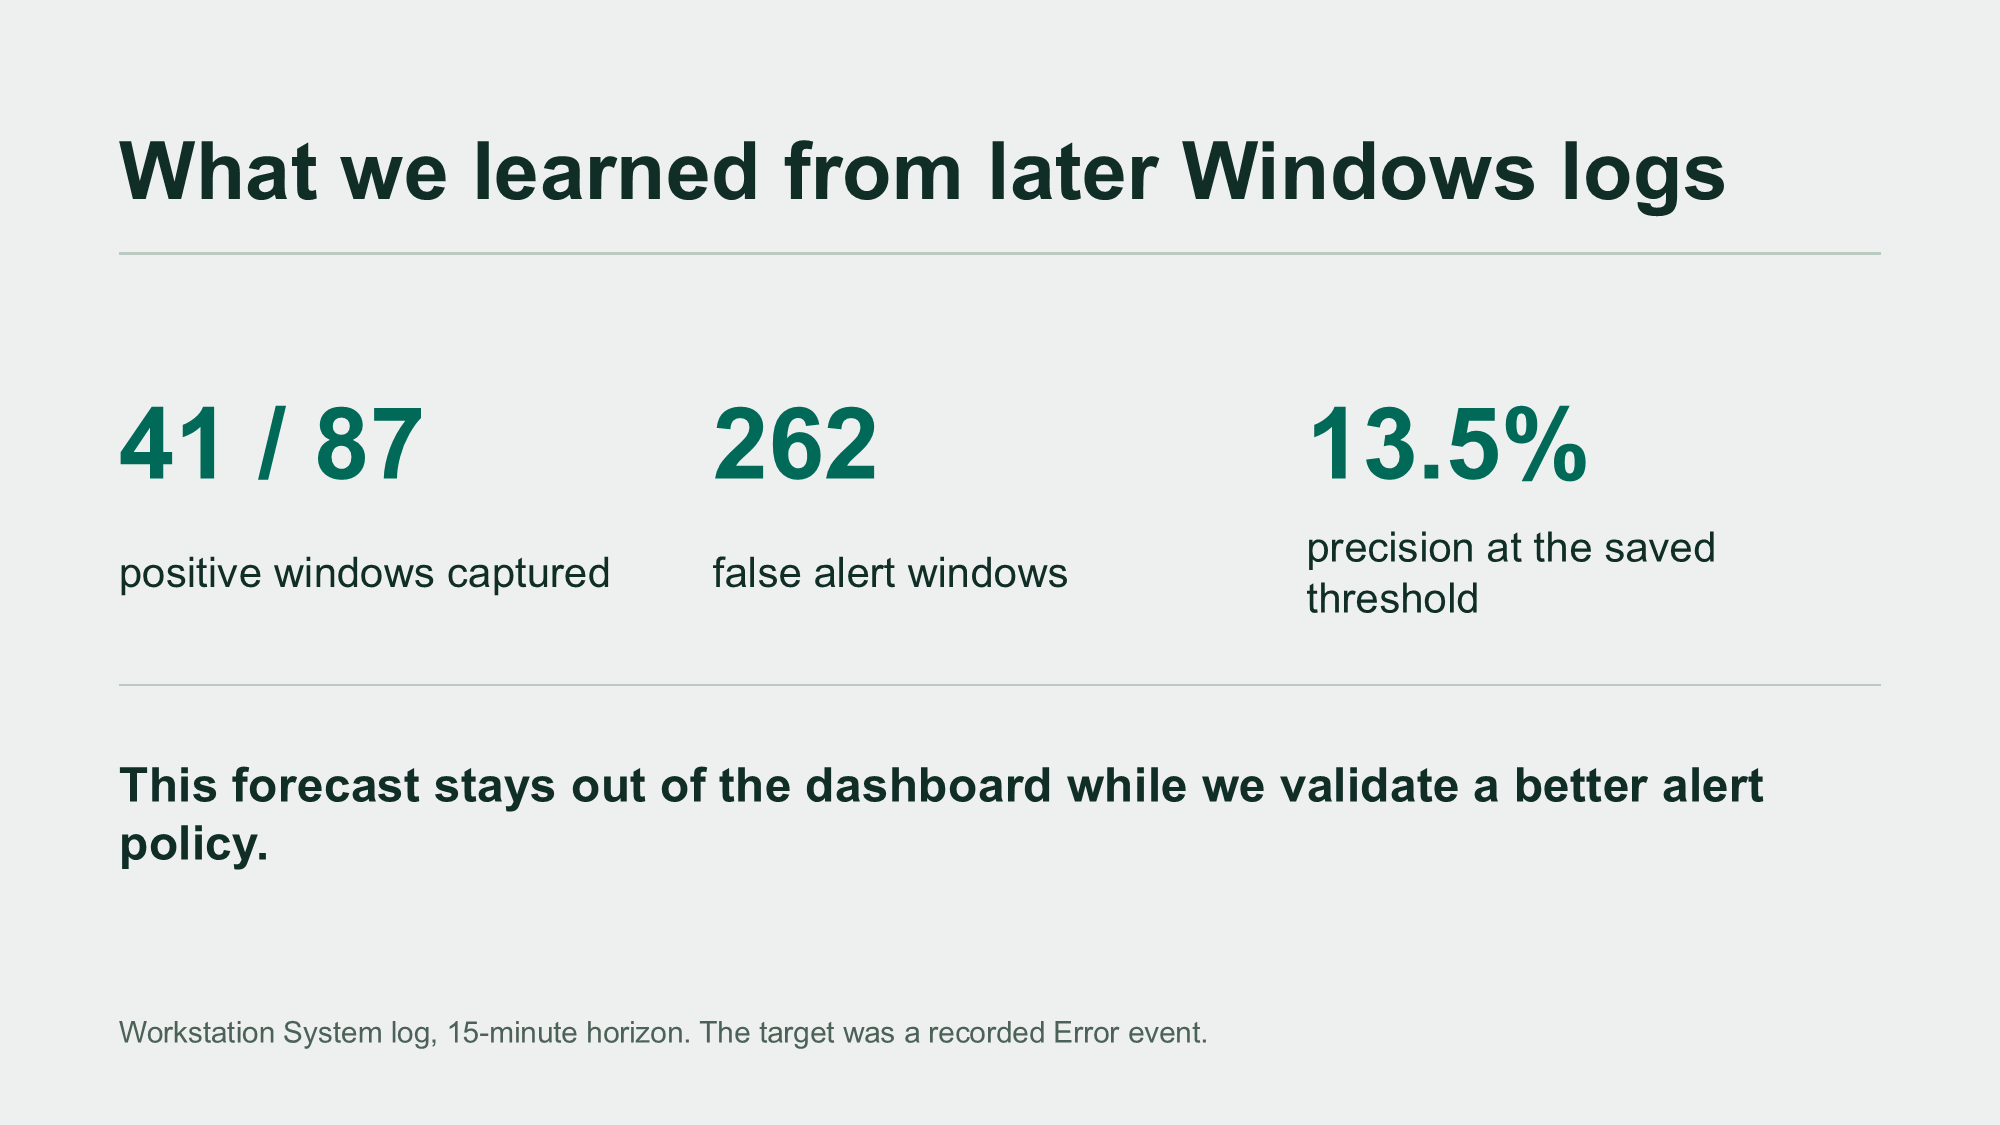 What we learned from later Windows logs
41 / 87
positive windows captured
262
false alert windows
13.5%
precision at the saved
threshold
This forecast stays out of the dashboard while we validate a better alert
policy.
Workstation System log, 15-minute horizon. The target was a recorded Error event.